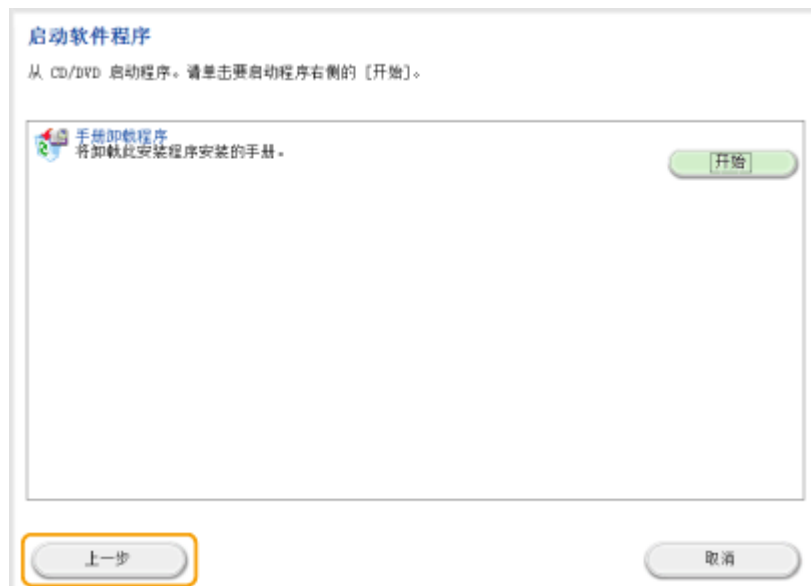 启动软件程序
从 CD/DVD 启动程序。请单击要启动程序右侧的 [开始]。
手册卸载程序
将卸载此安装程序安装的手册。
开始
上一步
取消